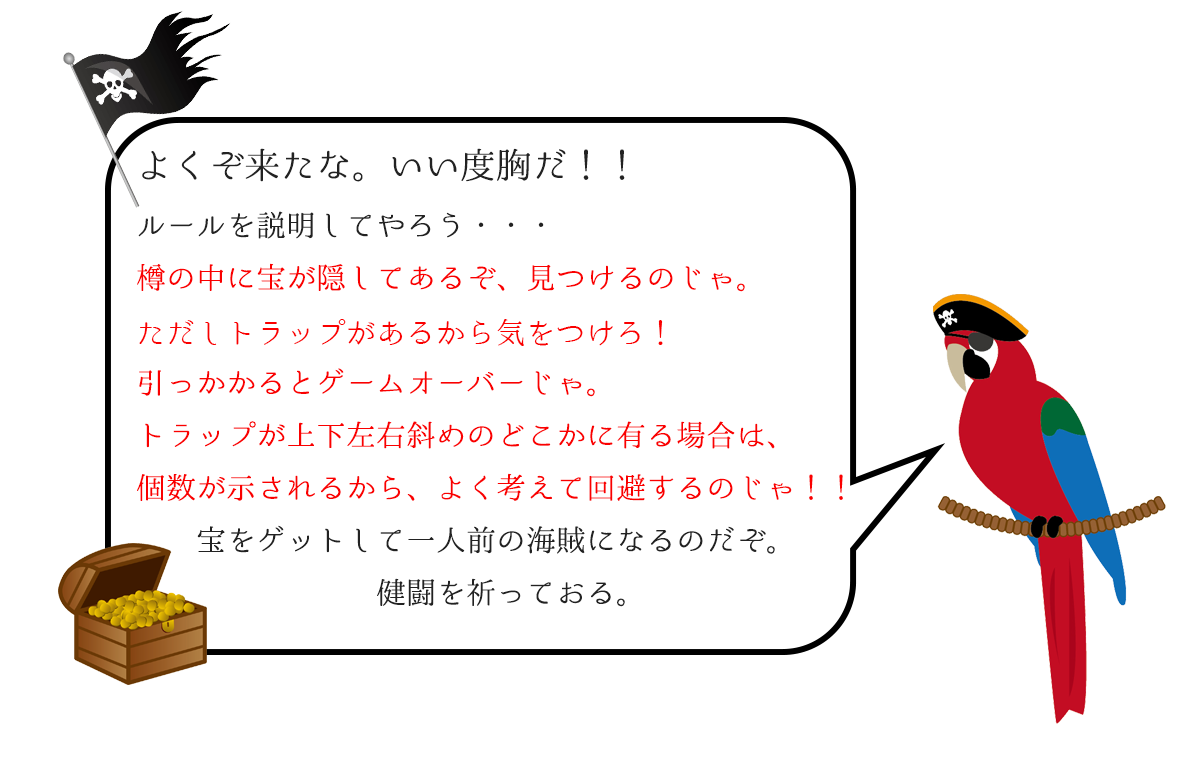 よくぞ来たな。いい度胸だ！！
ルールを説明してやろう・・・
樽の中に宝が隠してあるぞ、見つけるのじゃ。
ただしトラップがあるから気をつけろ！
引っかかるとゲームオーバーじゃ。
トラップが上下左右斜めのどこかに有る場合は、
個数が示されるから、よく考えて回避するのじゃ！！
宝をゲットして一人前の海賊になるのだぞ。
健闘を祈っておる。